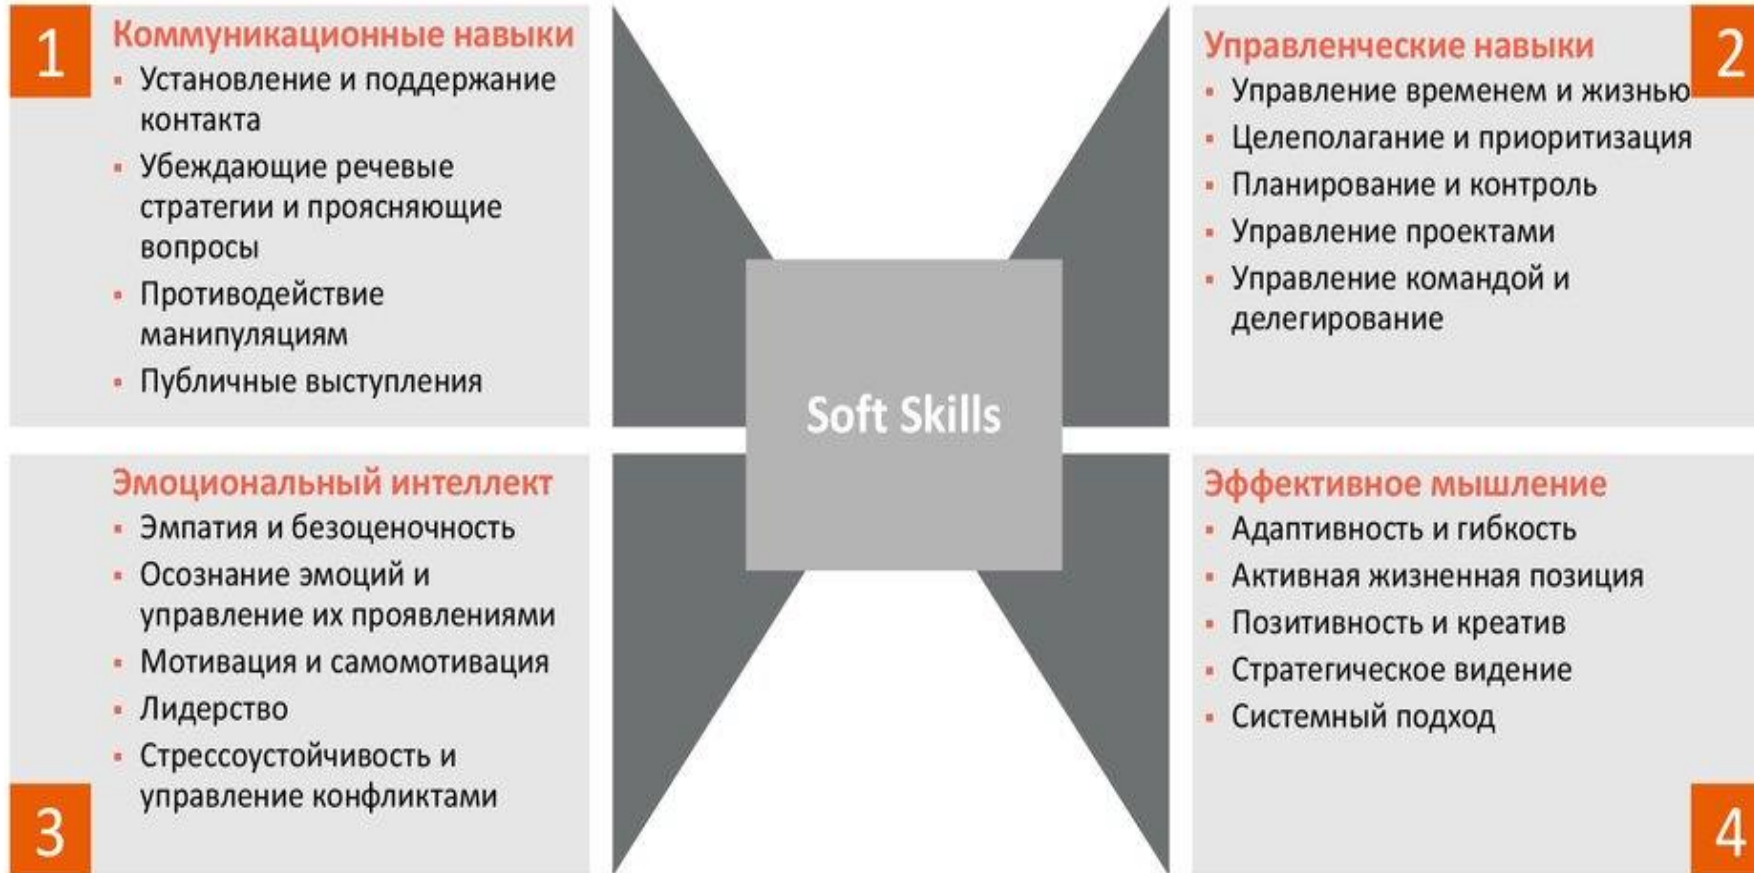 1
Коммуникационные навыки
▪ Установление и поддержание
контакта
▪ Убеждающие речевые
стратегии и проясняющие
вопросы
▪ Противодействие
манипуляциям
▪ Публичные выступления
2
Управленческие навыки
▪ Управление временем и жизнью
▪ Целеполагание и приоритизация
▪ Планирование и контроль
▪ Управление проектами
▪ Управление командой и
делегирование
Soft Skills
3
Эмоциональный интеллект
▪ Эмпатия и безоценочность
▪ Осознание эмоций и
управление их проявлениями
▪ Мотивация и самомотивация
▪ Лидерство
▪ Стрессоустойчивость и
управление конфликтами
4
Эффективное мышление
▪ Адаптивность и гибкость
▪ Активная жизненная позиция
▪ Позитивность и креатив
▪ Стратегическое видение
▪ Системный подход